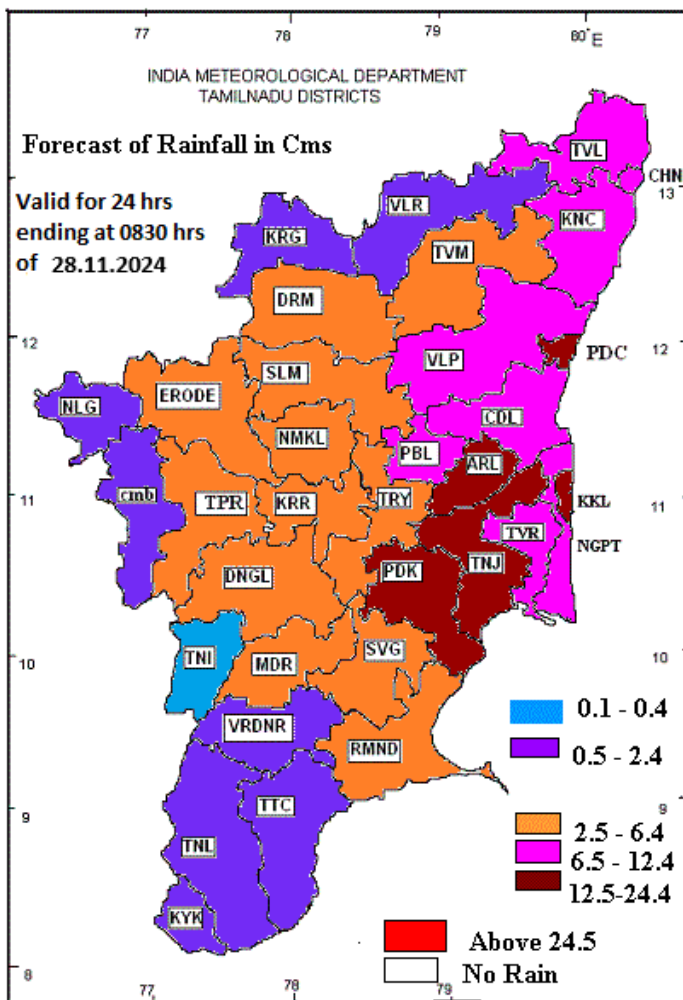 77 78 79 80° E
INDIA METEOROLOGICAL DEPARTMENT
TAMILNADU DISTRICTS
Forecast of Rainfall in Cms
Valid for 24 hrs
ending at 0830 hrs
of 28.11.2024
TVL
CHN
13
VLR
KNC
KRG
TVM
DRM
12
12
PDC
VLP
SLM
ERODE
NLG
CDL
NMKL
PBL
ARL
11
cmb
TPR
KRR
TRY
KKL
11
TVR
NGPT
DNGL
PDK
TNJ
10
TNI
MDR
SVG
10
VRDNR
RMND
0.1 - 0.4
0.5 - 2.4
9
TTC
9
TNL
2.5 - 6.4
6.5 - 12.4
12.5-24.4
KYK
Above 24.5
8
No Rain
77 78 79